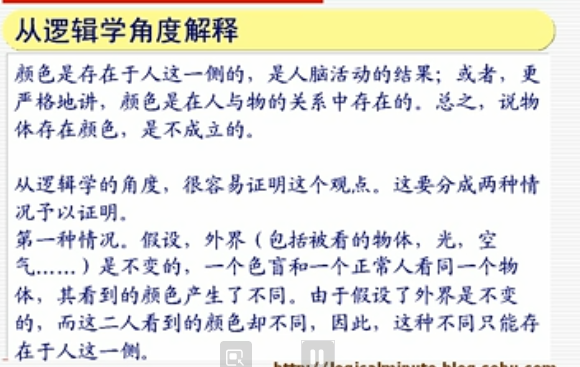 从逻辑学角度解释
颜色是存在于人这一侧的，是人脑活动的结果；或者，更
严格地讲，颜色是在人与物的关系中存在的。总之，说物
体存在颜色，是不成立的。
从逻辑学的角度，很容易证明这个观点。这要分成两种情
况予以证明。
第一种情况。假设，外界（包括被看的物体，光，空
气……）是不变的，一个色盲和一个正常人看同一个物
体，其看到的颜色产生了不同。由于假设了外界是不变
的，而这二人看到的颜色却不同，因此，这种不同只能存
在于人这一侧。
http://logicalminute.blog.sohu.com